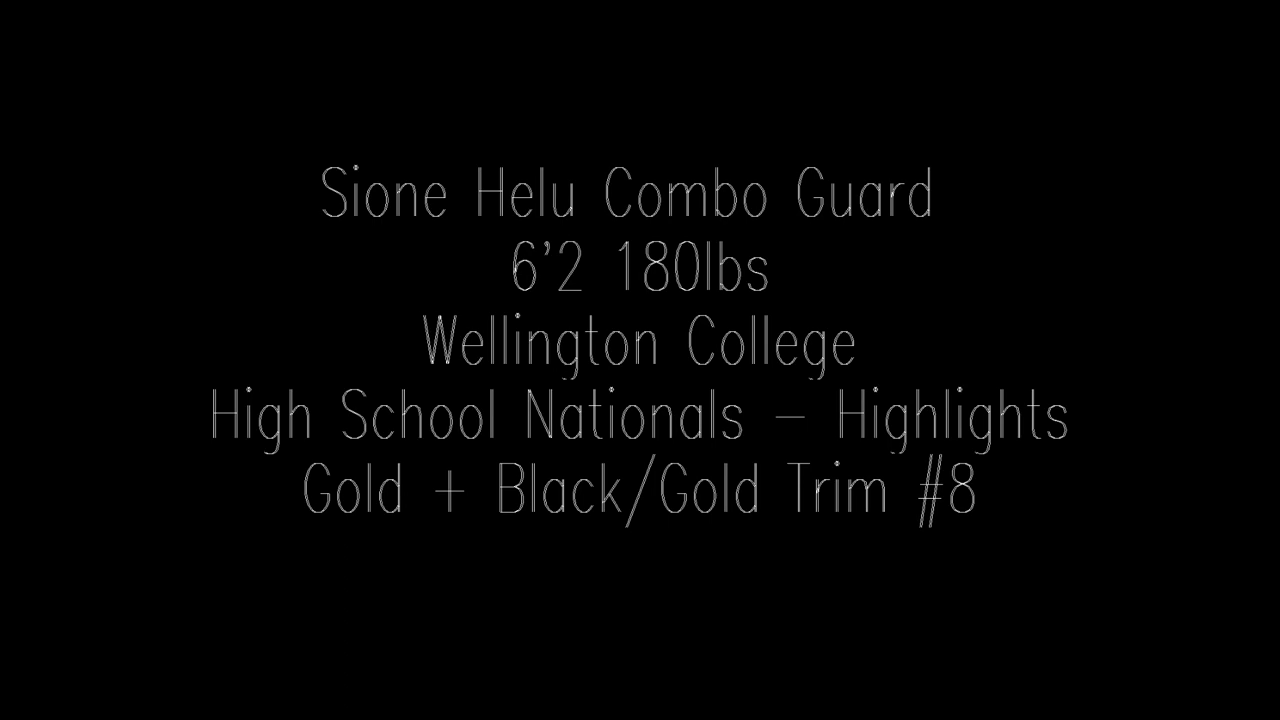 Sione Helu Combo Guard
6'2 180lbs
Wellington College
High School Nationals - Highlights
Gold + Black/Gold Trim #8